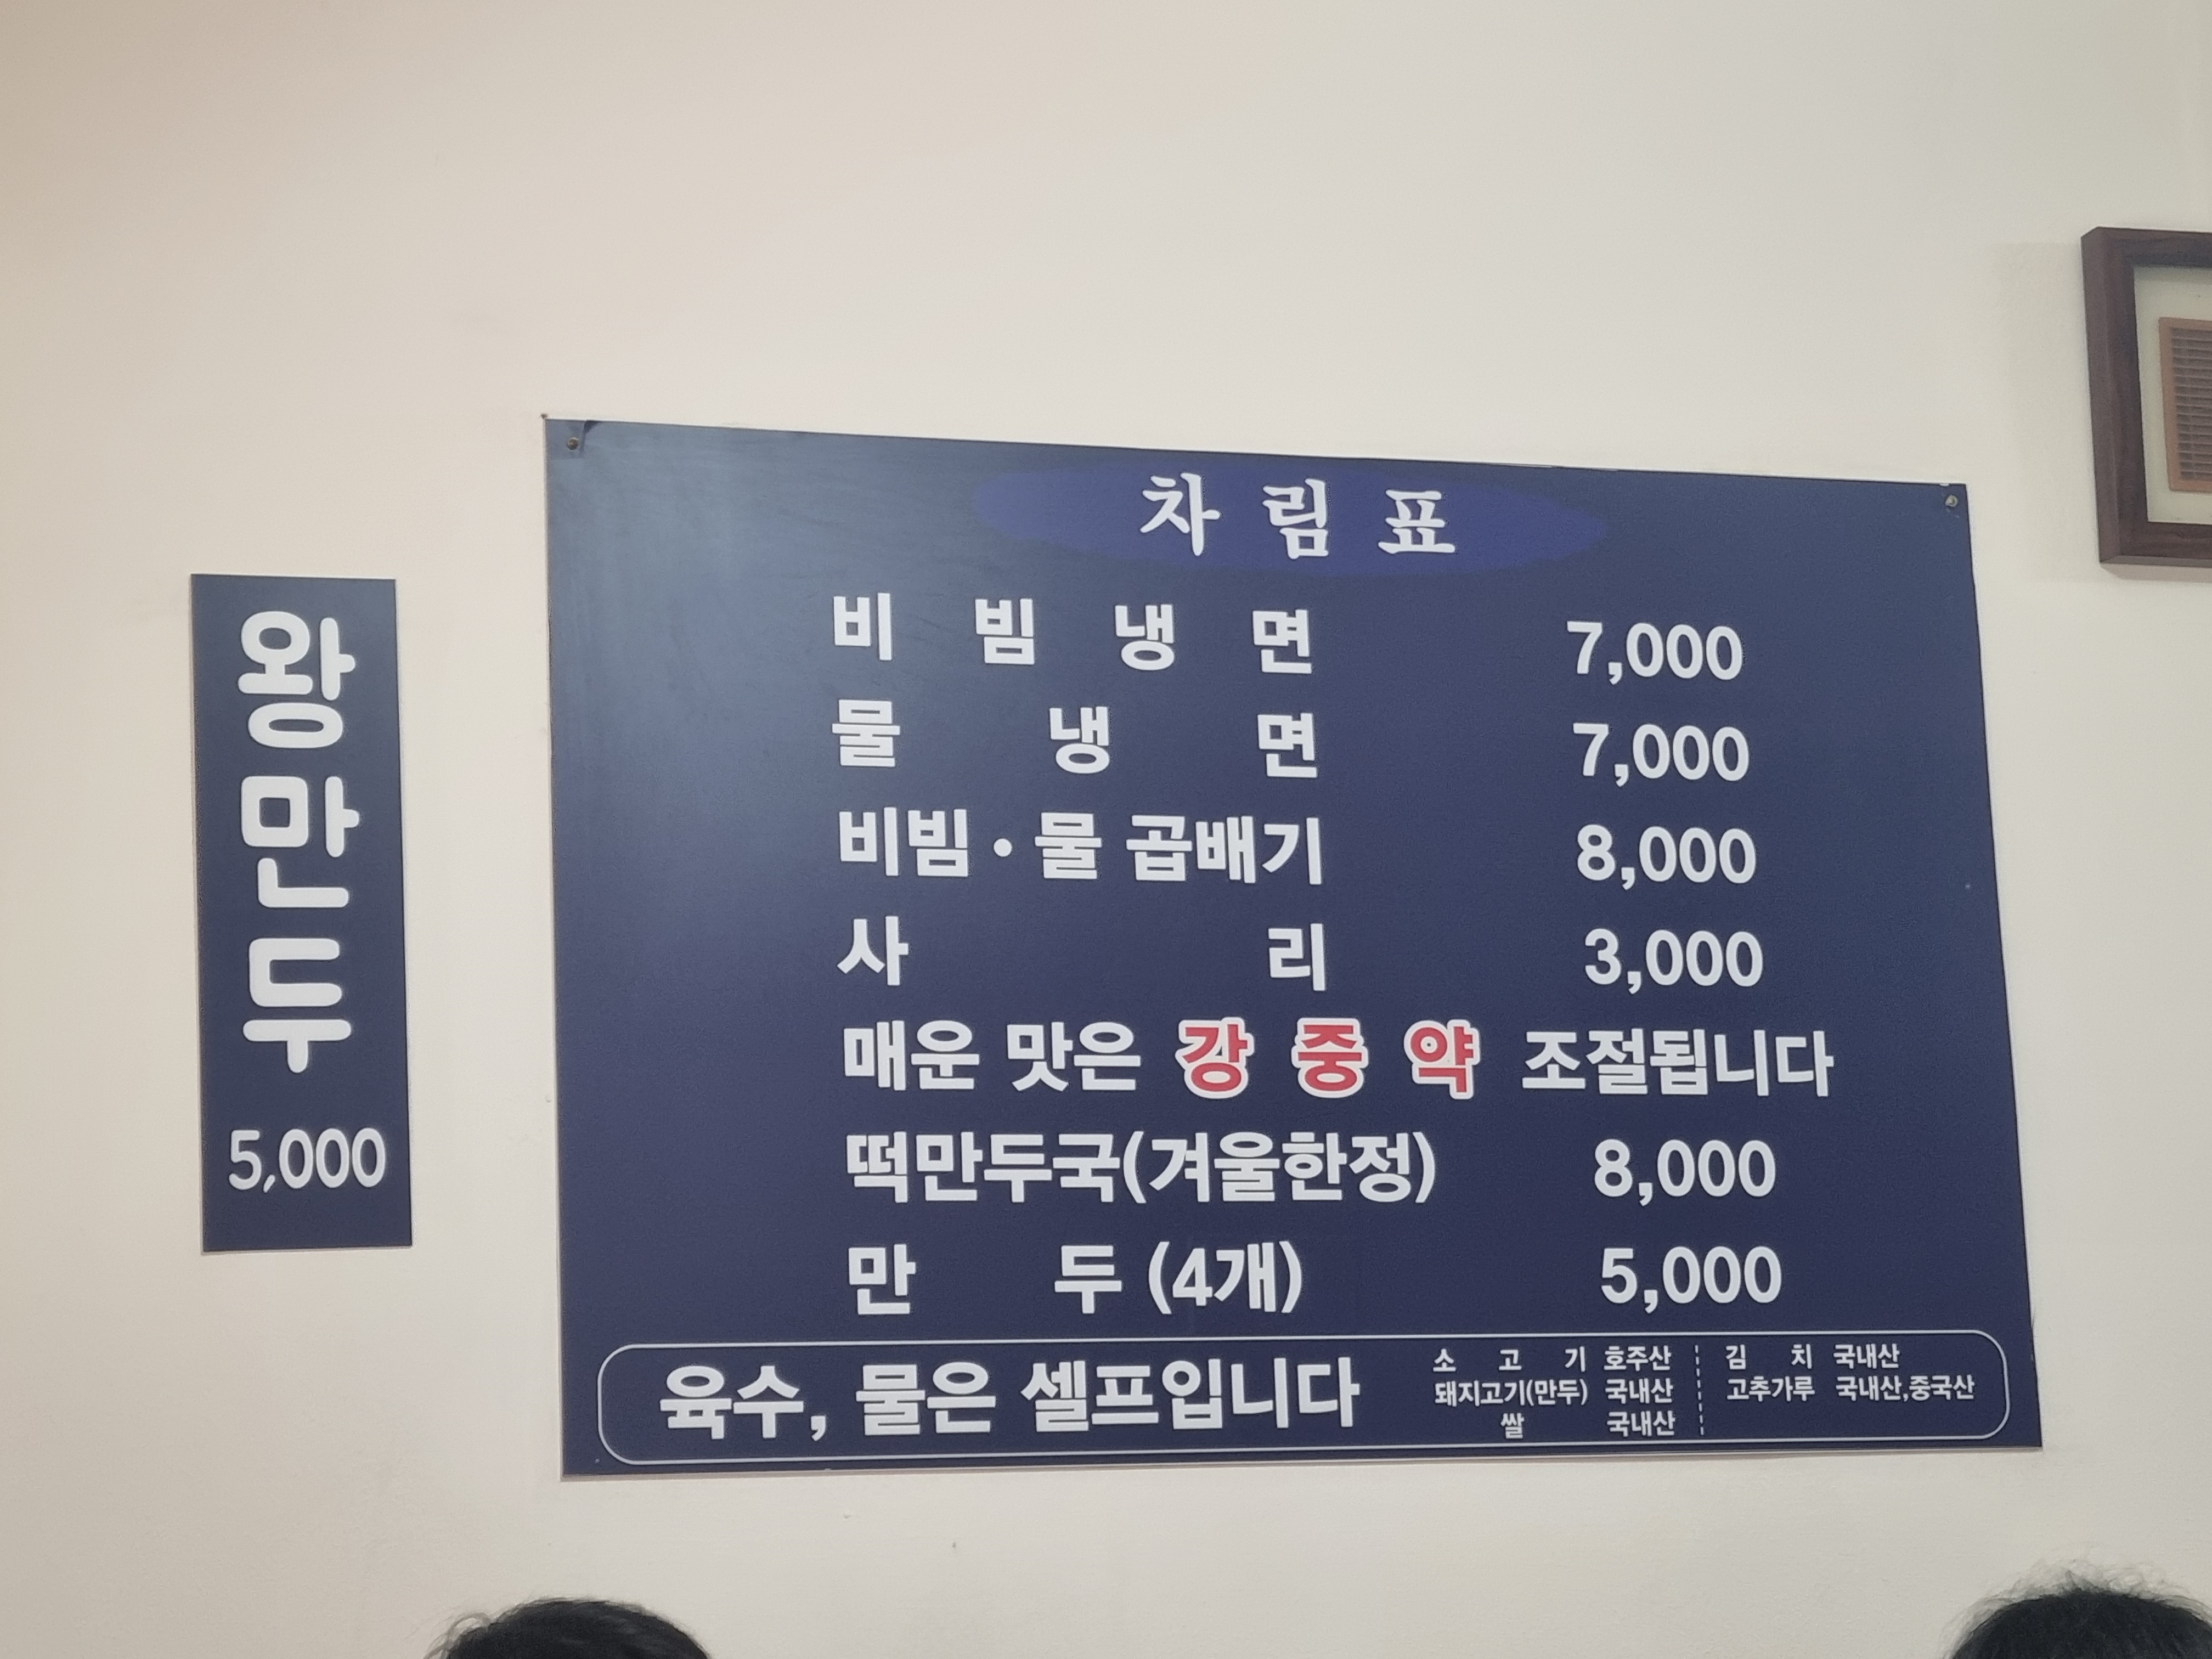 왕만두
5,000
차림표
비빔냉면 7,000
물냉면 7,000
비빔·물 곱배기 8,000
사리 3,000
매운 맛은 강 중 약 조절됩니다
떡만두국(겨울한정) 8,000
만두 (4개) 5,000
육수, 물은 셀프입니다
소고기 호주산
돼지고기(만두) 국내산
쌀 국내산
김치 국내산
고추가루 국내산,중국산